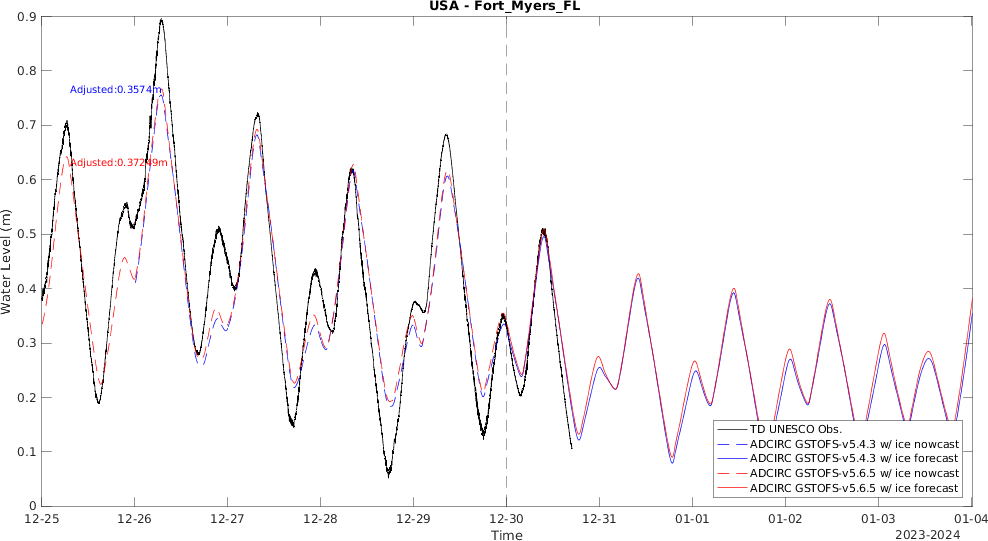 USA - Fort_Myers_FL
Water Level (m)
0.9
0.8
0.7
0.6
0.5
0.4
0.3
0.2
0.1
0
Adjusted:0.3574m
Adjusted:0.37249m
TD UNESCO Obs.
ADCIRC GSTOFS-v5.4.3 w/ ice nowcast
ADCIRC GSTOFS-v5.4.3 w/ ice forecast
ADCIRC GSTOFS-v5.6.5 w/ ice nowcast
ADCIRC GSTOFS-v5.6.5 w/ ice forecast
12-25 12-26 12-27 12-28 12-29 12-30 12-31 01-01 01-02 01-03 01-04
Time
2023-2024